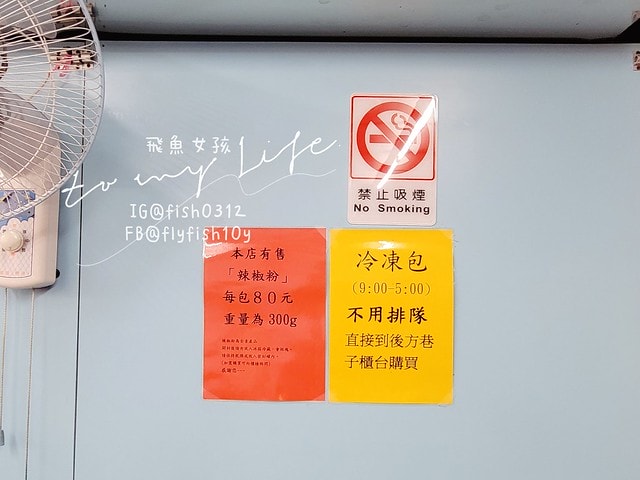 飛魚女孩
to my Life
IG@fish0312
FB@flyfish10y
禁止吸煙
No Smoking
本店有售
「辣椒粉」
每包80元
重量為300g
冷凍包
(9:00-5:00)
不用排隊
直接到後方巷
子櫃台購買